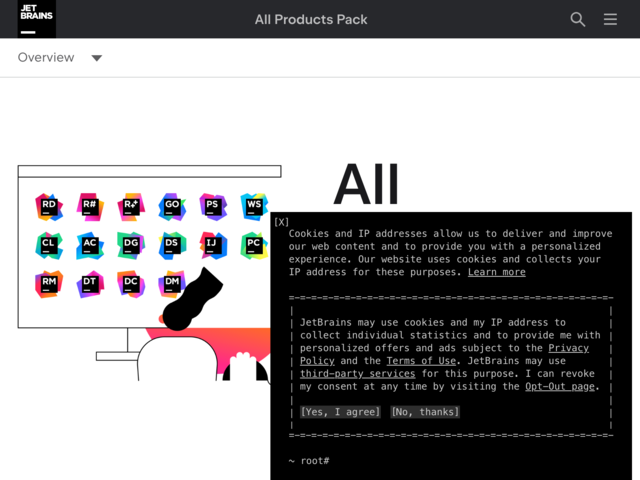 JET
BRAINS
All Products Pack
Overview
All
RD R# R++ GO PS WS
CL AC DG DS IJ PC
RM DT DC DM
[X]
Cookies and IP addresses allow us to deliver and improve
our web content and to provide you with a personalized
experience. Our website uses cookies and collects your
IP address for these purposes. Learn more
JetBrains may use cookies and my IP address to
collect individual statistics and to provide me with
personalized offers and ads subject to the Privacy
Policy and the Terms of Use. JetBrains may use
third-party services for this purpose. I can revoke
my consent at any time by visiting the Opt-Out page.
[Yes, I agree] [No, thanks]
~ root#